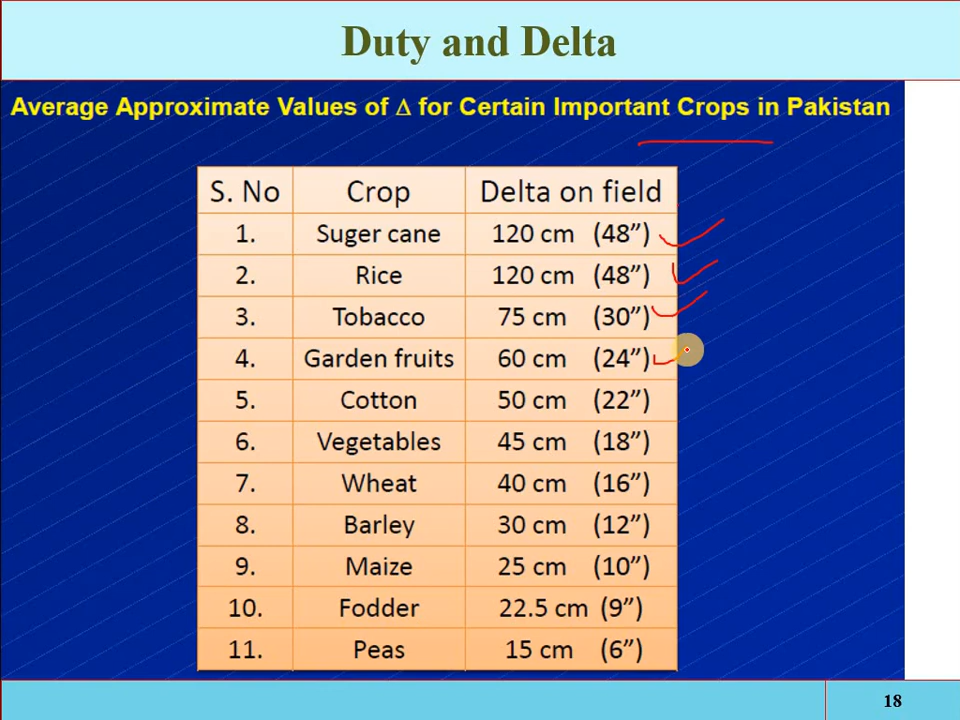 Duty and Delta
Average Approximate Values of Δ for Certain Important Crops in Pakistan
S. No Crop Delta on field
1. Suger cane 120 cm (48”)
2. Rice 120 cm (48”)
3. Tobacco 75 cm (30”)
4. Garden fruits 60 cm (24”)
5. Cotton 50 cm (22”)
6. Vegetables 45 cm (18”)
7. Wheat 40 cm (16”)
8. Barley 30 cm (12”)
9. Maize 25 cm (10”)
10. Fodder 22.5 cm (9”)
11. Peas 15 cm (6”)
18